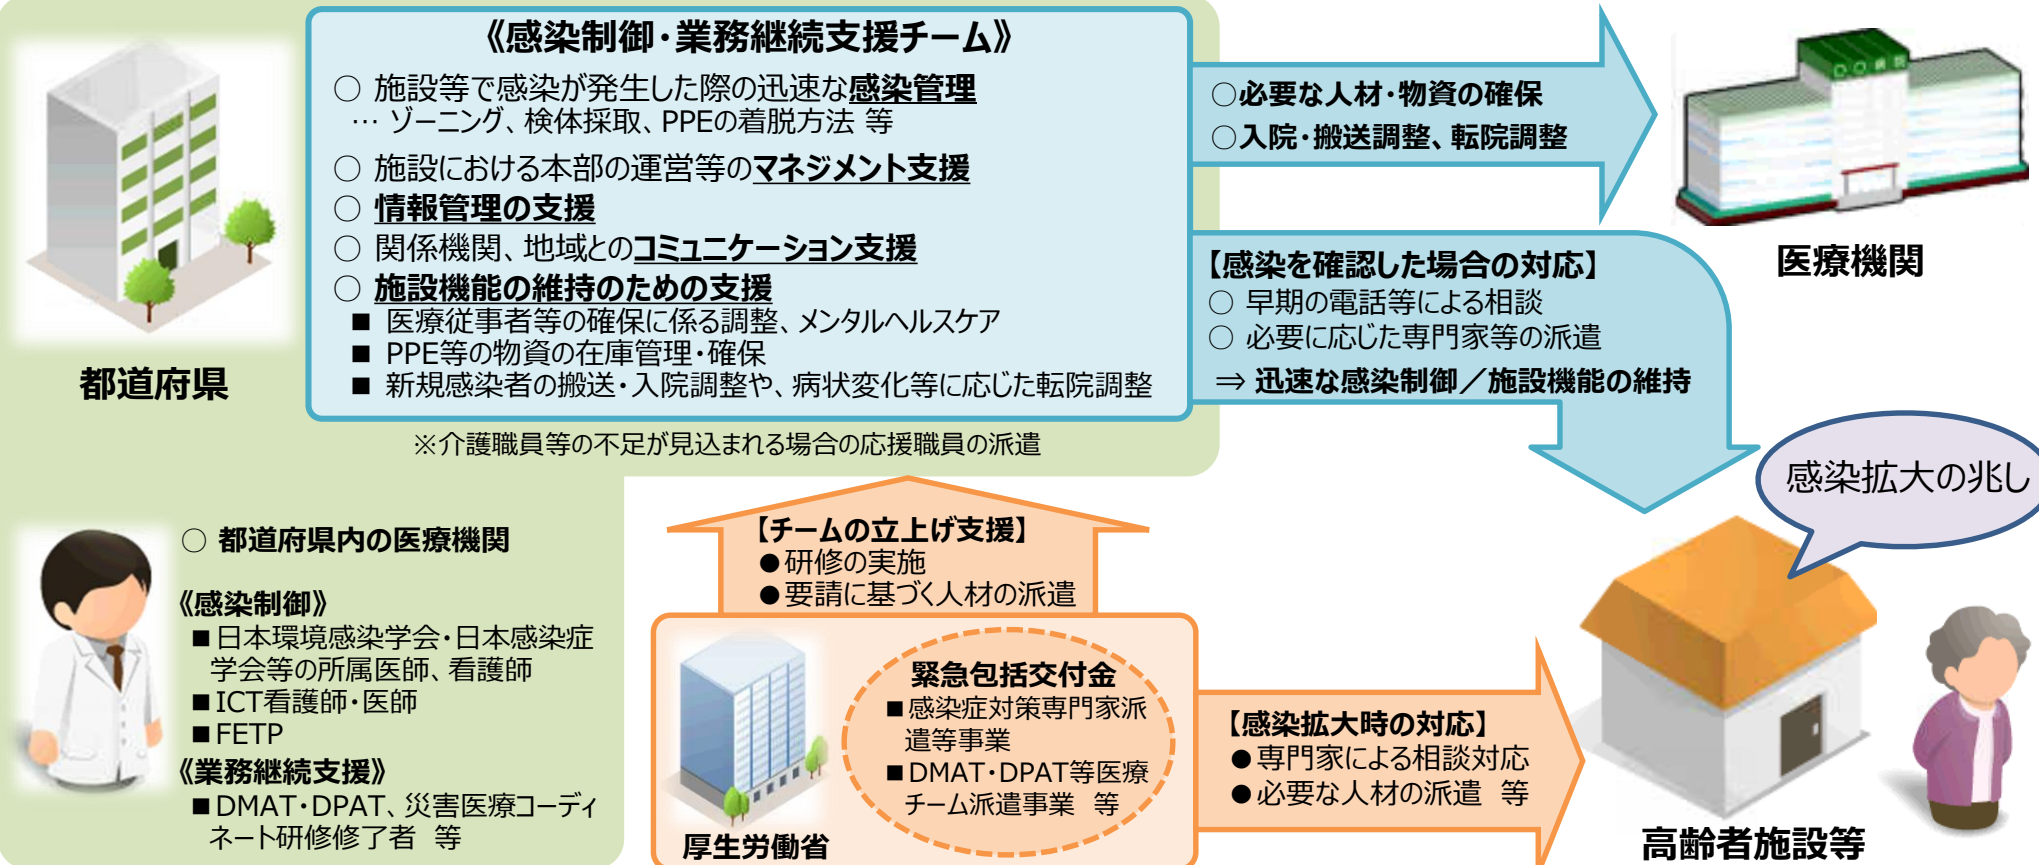 《感染制御・業務継続支援チーム》
○ 施設等で感染が発生した際の迅速な感染管理
… ゾーニング、検体採取、PPEの着脱方法 等
○ 施設における本部の運営等のマネジメント支援
○ 情報管理の支援
○ 関係機関、地域とのコミュニケーション支援
○ 施設機能の維持のための支援
■ 医療従事者等の確保に係る調整、メンタルヘルスケア
■ PPE等の物資の在庫管理・確保
■ 新規感染者の搬送・入院調整や、病状変化等に応じた転院調整
※介護職員等の不足が見込まれる場合の応援職員の派遣
都道府県
○必要な人材・物資の確保
○入院・搬送調整、転院調整
○○病院
医療機関
【感染を確認した場合の対応】
○ 早期の電話等による相談
○ 必要に応じた専門家等の派遣
⇒ 迅速な感染制御／施設機能の維持
感染拡大の兆し
○ 都道府県内の医療機関
《感染制御》
■日本環境感染学会・日本感染症
学会等の所属医師、看護師
■ICT看護師・医師
■FETP
《業務継続支援》
■DMAT・DPAT、災害医療コーディ
ネート研修修了者 等
【チームの立上げ支援】
●研修の実施
●要請に基づく人材の派遣
緊急包括交付金
■感染症対策専門家派
遣等事業
■DMAT・DPAT等医療
チーム派遣事業 等
厚生労働省
【感染拡大時の対応】
●専門家による相談対応
●必要な人材の派遣 等
高齢者施設等